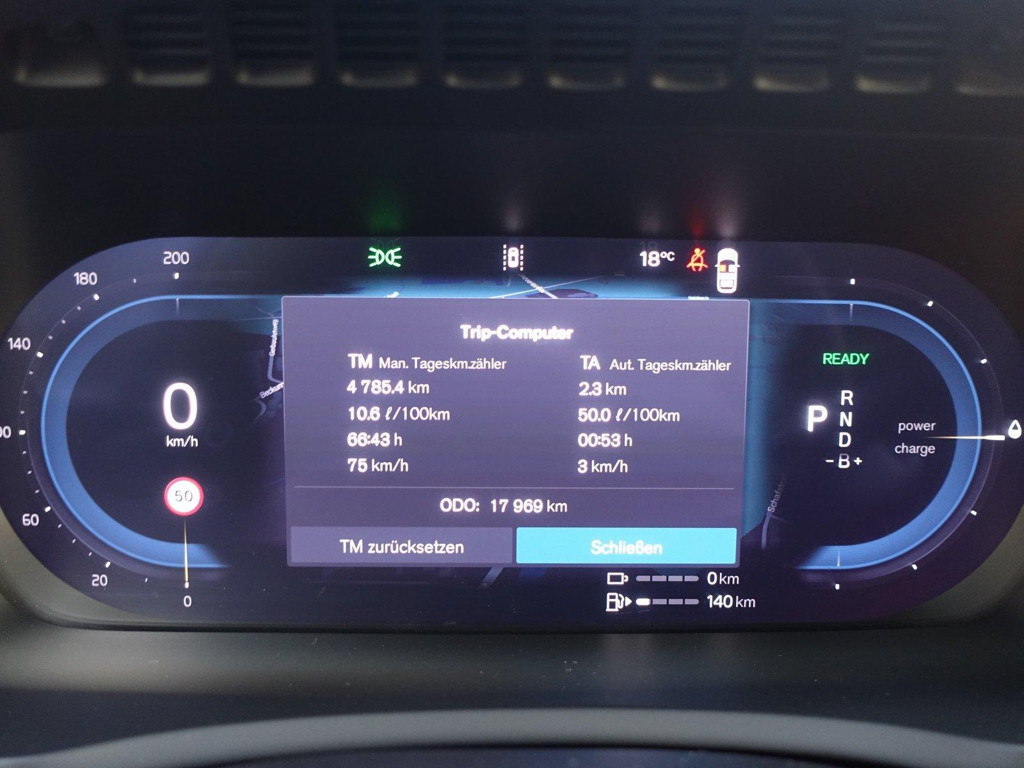 200
180
140
60
20
0
0
km/h
50
18°C
Trip-Computer
TM Man. Tageskm.zähler
4 785.4 km
10.6 ℓ/100km
66:43 h
75 km/h
TA Aut. Tageskm.zähler
2.3 km
50.0 ℓ/100km
00:53 h
3 km/h
ODO: 17 969 km
TM zurücksetzen
Schließen
0 km
140 km
READY
P
R
N
D
-B+
power
charge